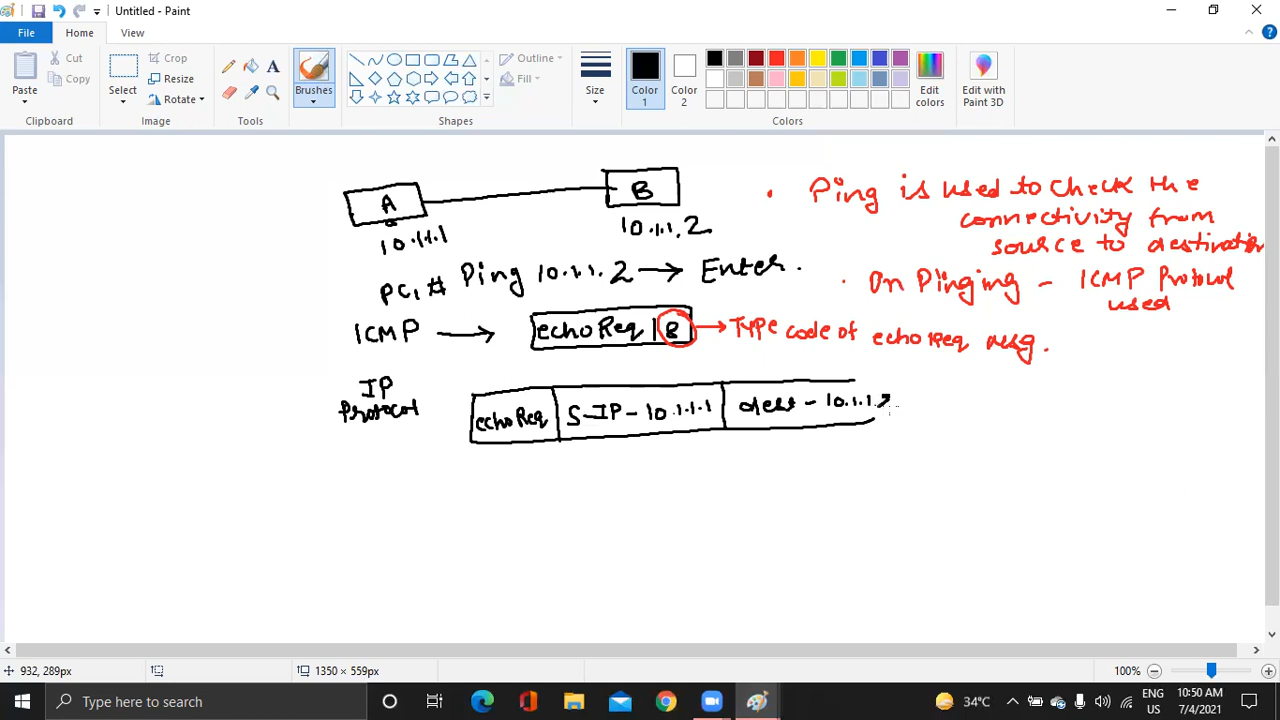 Untitled - Paint
File
Home
View
Paste
Cut
Copy
Clipboard
Select
Crop
Resize
Rotate
Image
A
Tools
Brushes
Outline
Fill
Shapes
Size
Color 1
Color 2
Edit colors
Edit with Paint 3D
Colors
A
B
10.1.1.1
10.1.1.2
PC1 # Ping 10.1.1.2 → Enter.
ICMP → echoReq | 8 → Type code of echoReq msg.
IP Protocol
echoReq
S-IP - 10.1.1.1
dest - 10.1.1.2
• Ping is used to check the
connectivity from
source to destination
• On Pinging - ICMP Protocol
used
932, 289px
1350 × 559px
100%
Type here to search
34°C
ENG
US
10:50 AM
7/4/2021